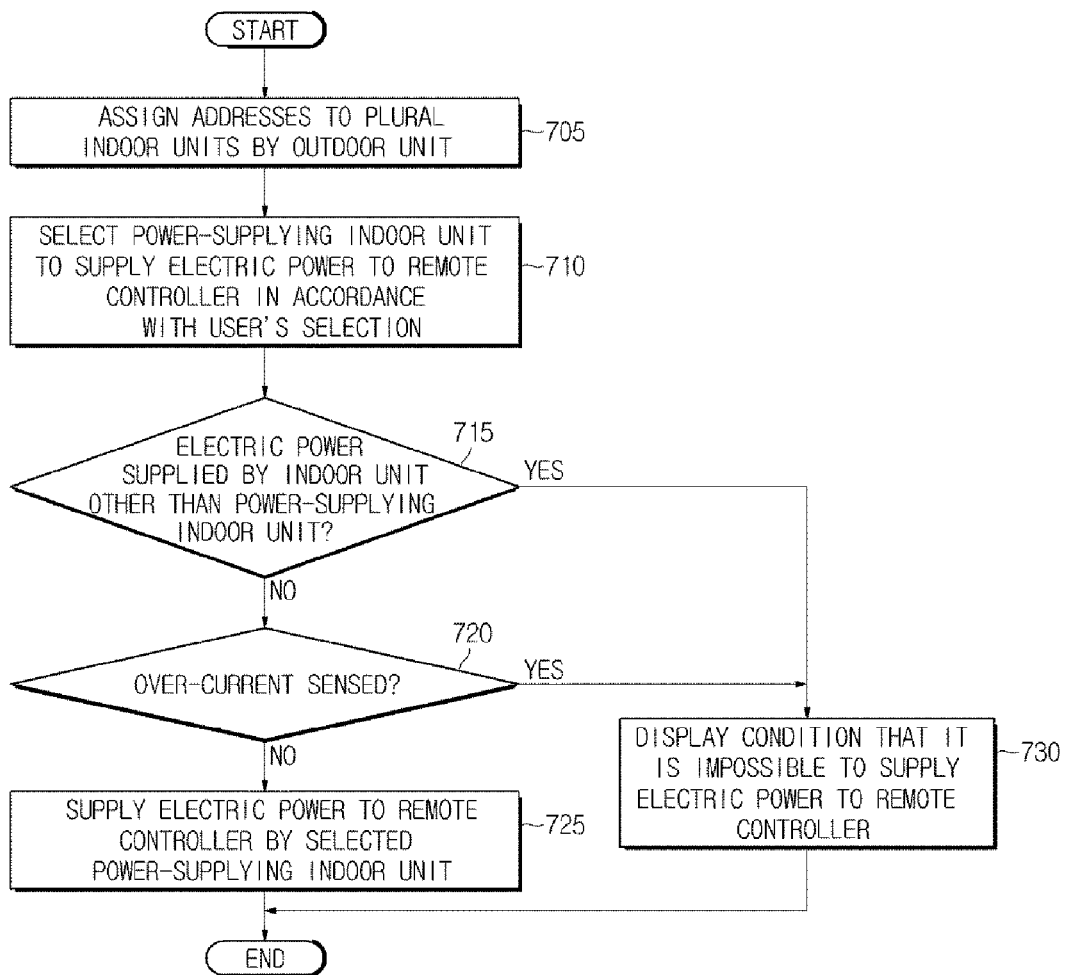 START
ASSIGN ADDRESSES TO PLURAL
INDOOR UNITS BY OUTDOOR UNIT
705
SELECT POWER-SUPPLYING INDOOR UNIT
TO SUPPLY ELECTRIC POWER TO REMOTE
CONTROLLER IN ACCORDANCE
WITH USER'S SELECTION
710
715
ELECTRIC POWER
SUPPLIED BY INDOOR UNIT
OTHER THAN POWER-SUPPLYING
INDOOR UNIT?
YES
NO
720
OVER-CURRENT SENSED?
YES
NO
SUPPLY ELECTRIC POWER TO REMOTE
CONTROLLER BY SELECTED
POWER-SUPPLYING INDOOR UNIT
725
DISPLAY CONDITION THAT IT
IS IMPOSSIBLE TO SUPPLY
ELECTRIC POWER TO REMOTE
CONTROLLER
730
END